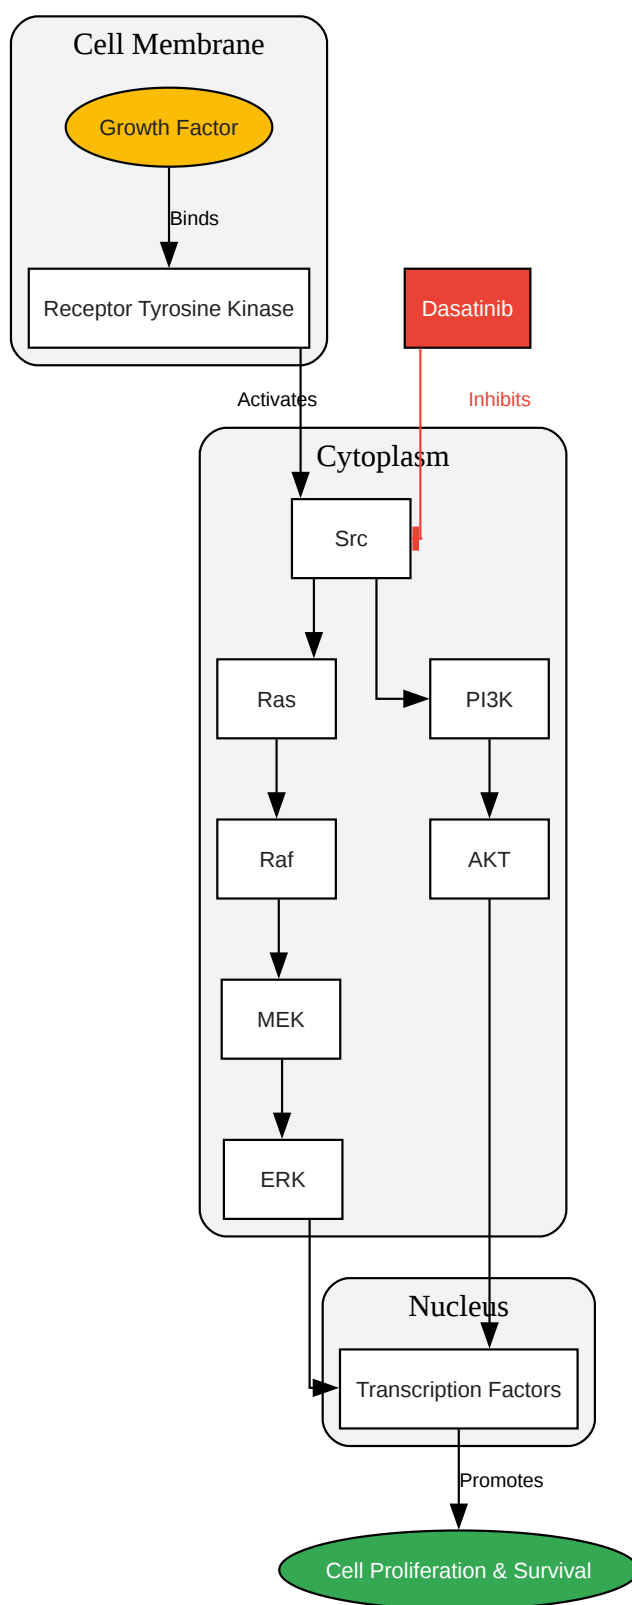 Cell Membrane
Growth Factor
Binds
Receptor Tyrosine Kinase
Dasatinib
Activates
Inhibits
Cytoplasm
Src
Ras
PI3K
Raf
AKT
MEK
ERK
Nucleus
Transcription Factors
Promotes
Cell Proliferation & Survival